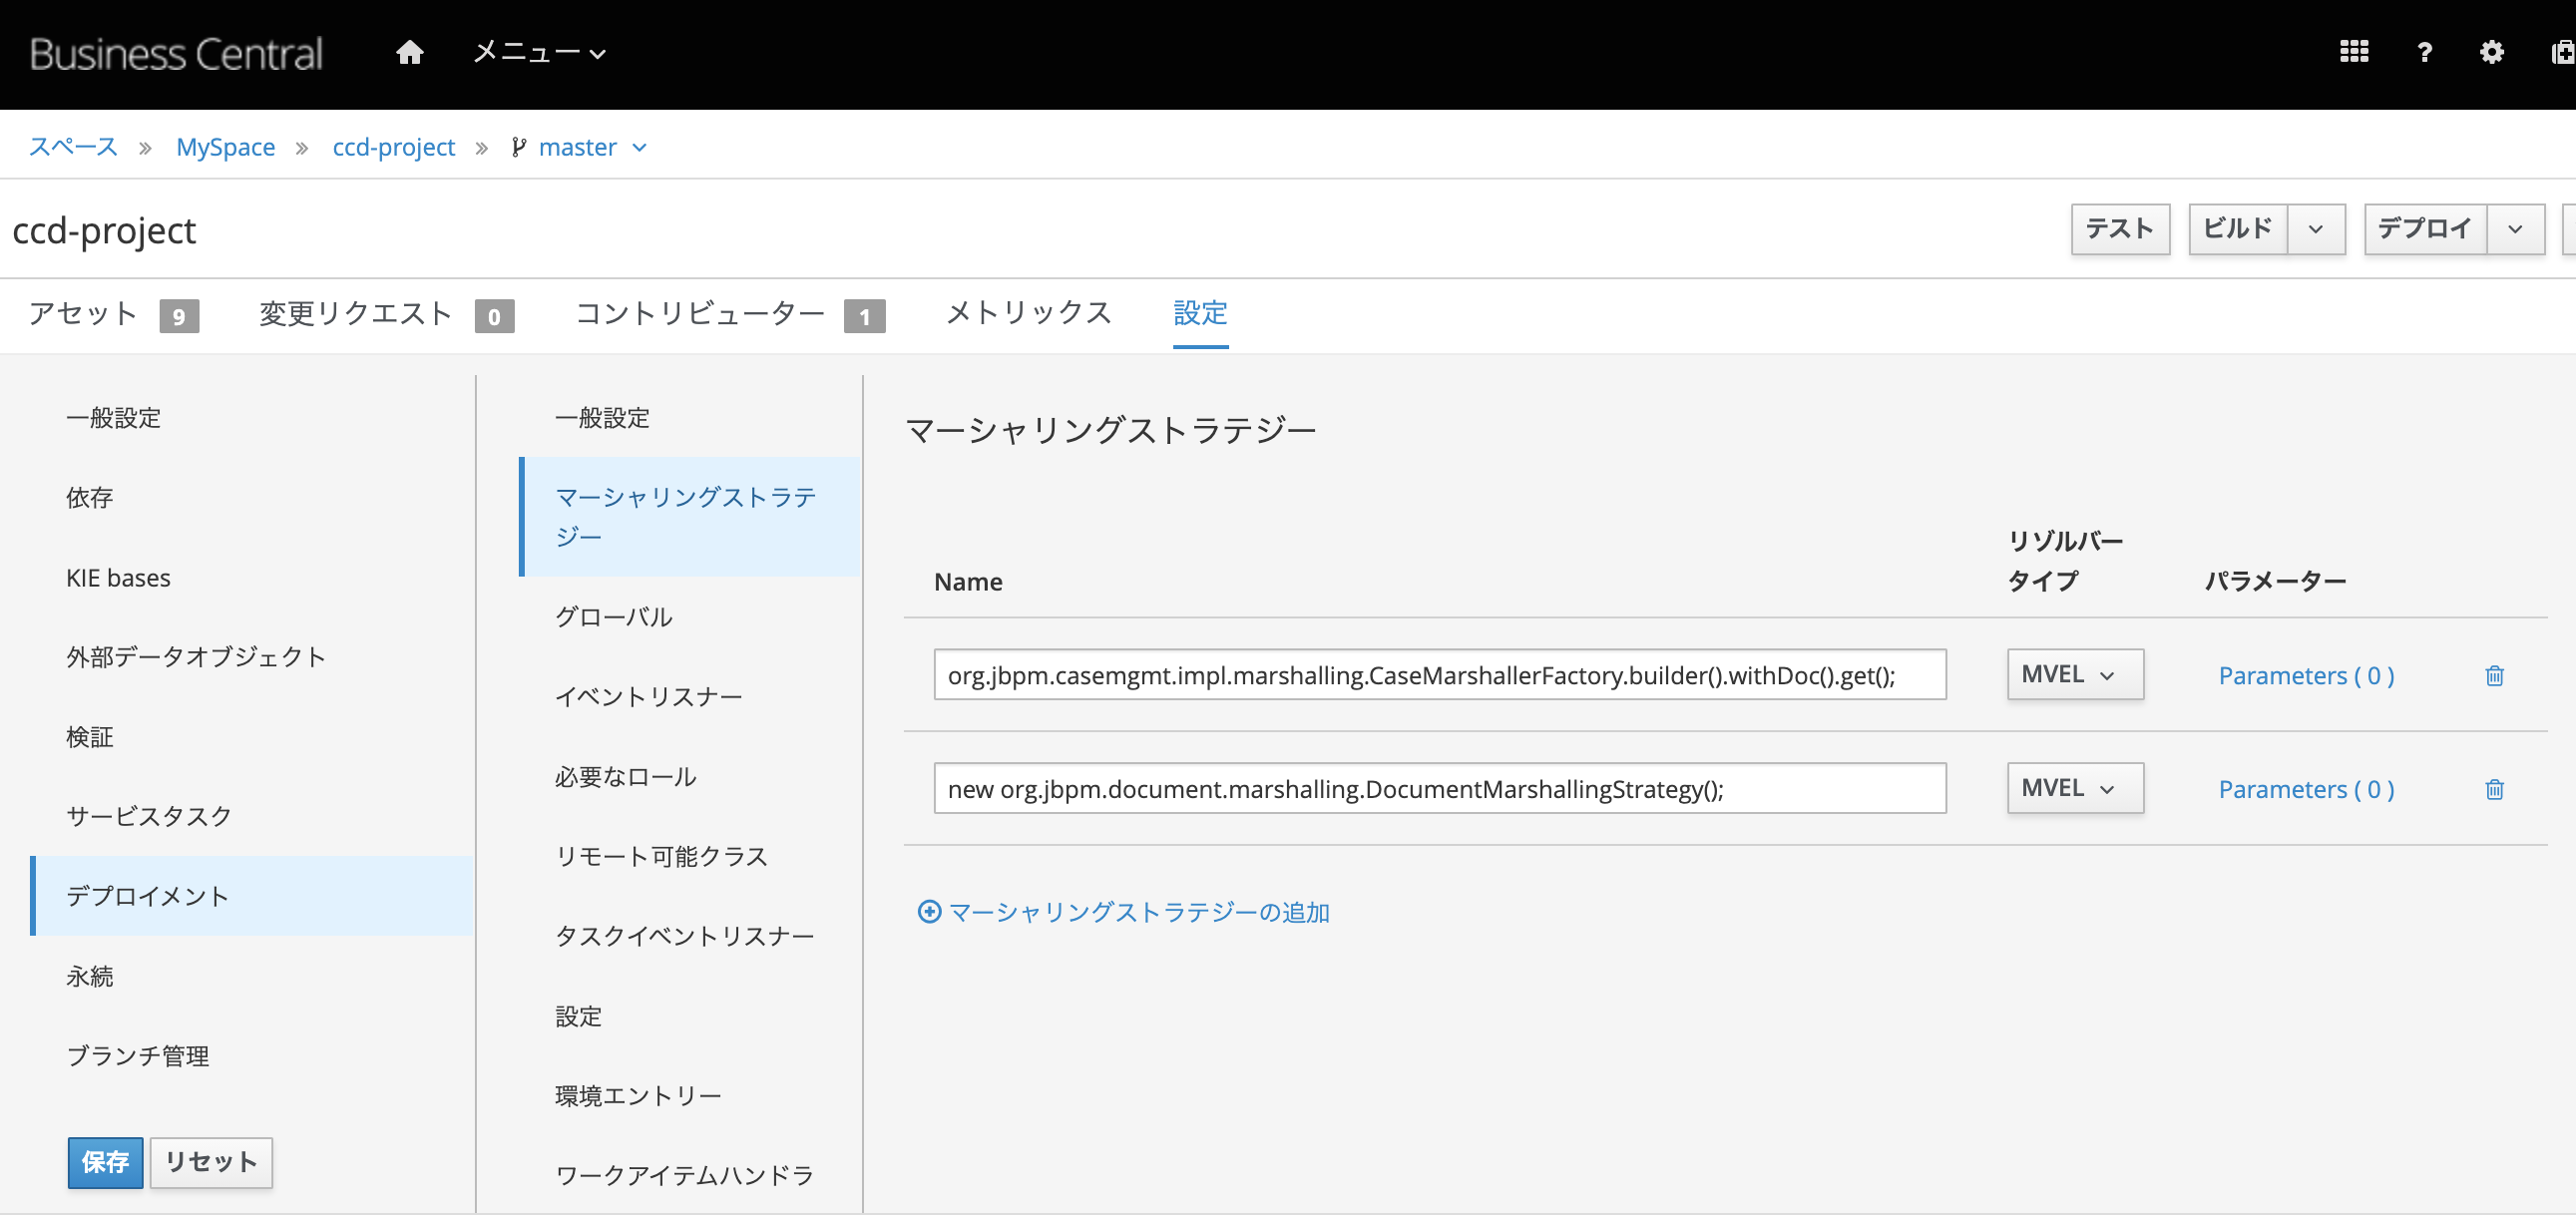 Business Central メニュー
スペース » MySpace » ccd-project » master
ccd-project
テスト ビルド デプロイ
アセット 9 変更リクエスト 0 コントリビューター 1 メトリックス 設定
一般設定
依存
KIE bases
外部データオブジェクト
検証
サービスタスク
デプロイメント
永続
ブランチ管理
保存 リセット
一般設定
マーシャリングストラテ
ジー
グローバル
イベントリスナー
必要なロール
リモート可能クラス
タスクイベントリスナー
設定
環境エントリー
ワークアイテムハンドラ
マーシャリングストラテジー
Name リゾルバー
タイプ パラメーター
org.jbpm.casemgmt.impl.marshalling.CaseMarshallerFactory.builder().withDoc().get(); MVEL Parameters ( 0 )
new org.jbpm.document.marshalling.DocumentMarshallingStrategy(); MVEL Parameters ( 0 )
マーシャリングストラテジーの追加